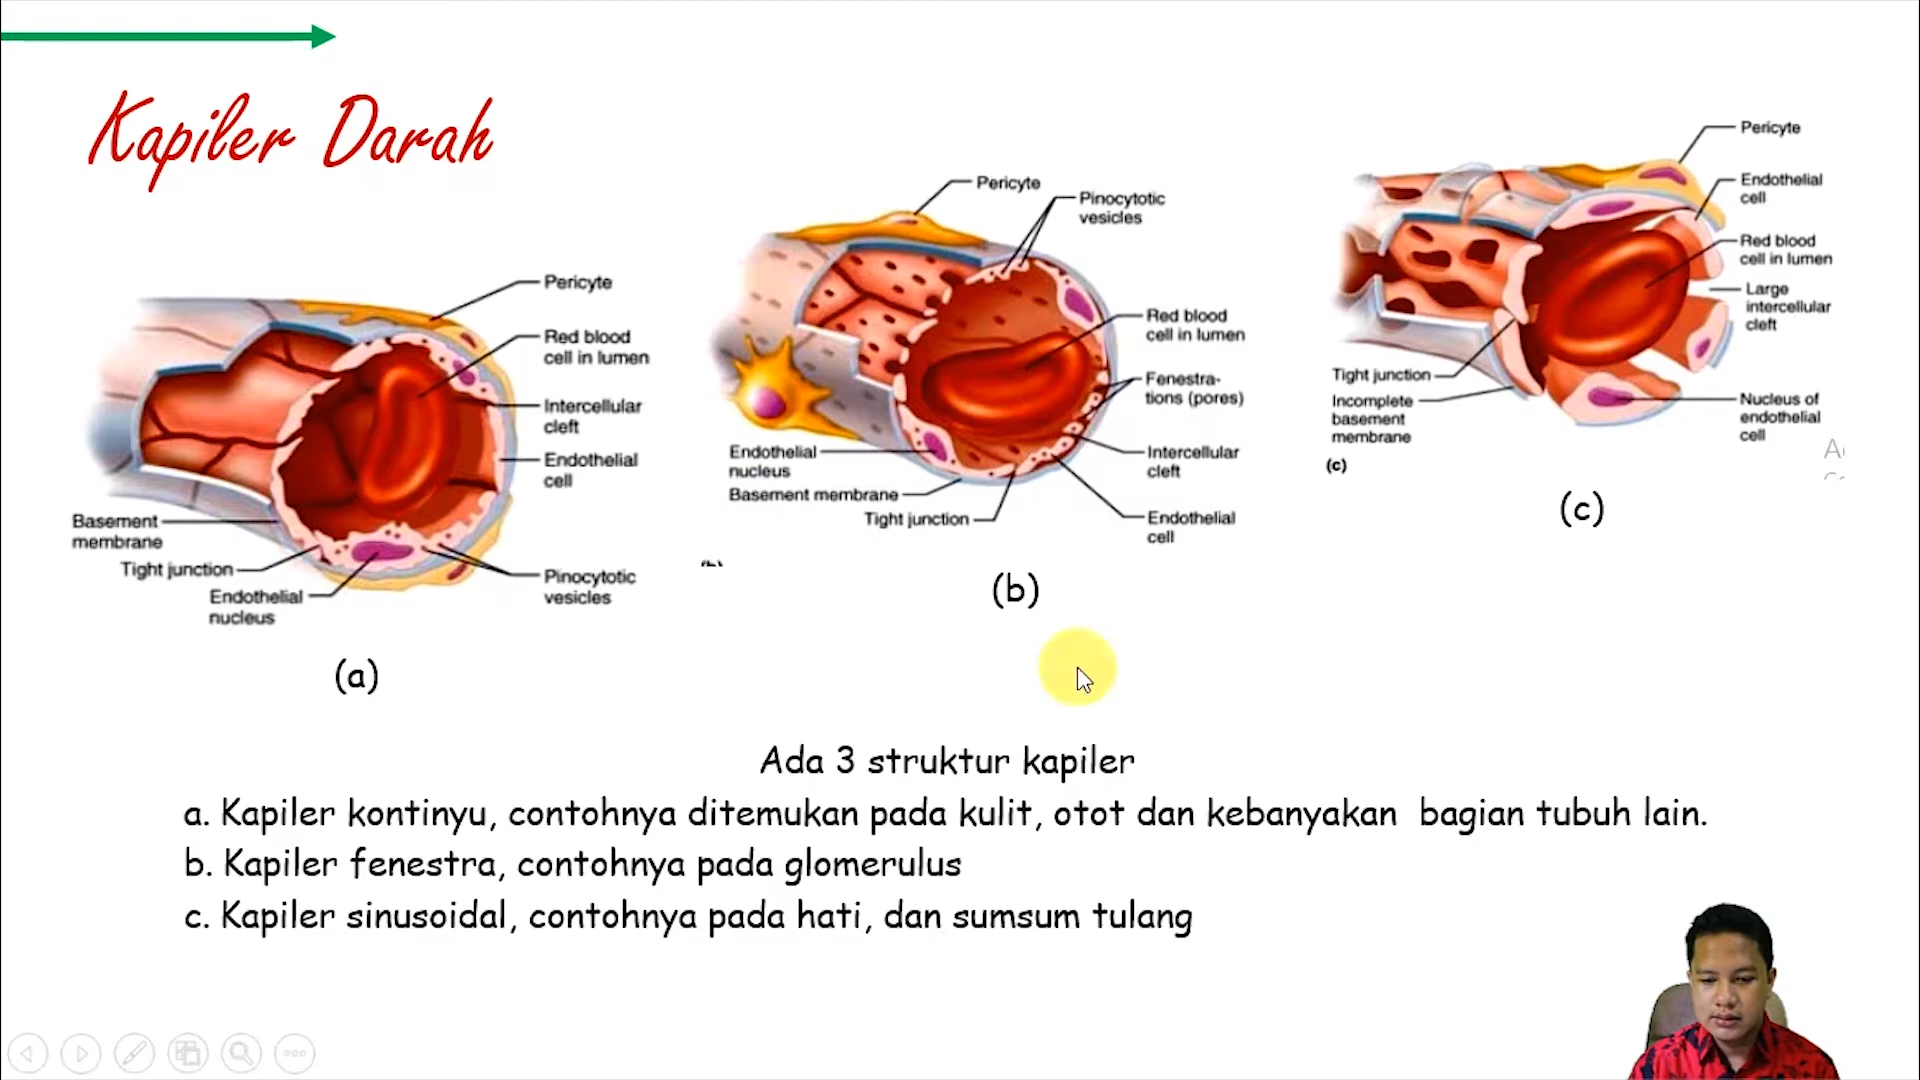 Kapiler Darah
Pericyte
Red blood
cell in lumen
Intercellular
cleft
Endothelial
cell
Basement
membrane
Tight junction
Endothelial
nucleus
Pinocytotic
vesicles
(a)
Pericyte
Pinocytotic
vesicles
Red blood
cell in lumen
Fenestra-
tions (pores)
Intercellular
cleft
Endothelial
nucleus
Basement membrane
Tight junction
Endothelial
cell
(b)
Pericyte
Endothelial
cell
Red blood
cell in lumen
Large
intercellular
cleft
Tight junction
Incomplete
basement
membrane
Nucleus of
endothelial
cell
(c)
(c)
Ada 3 struktur kapiler
a. Kapiler kontinyu, contohnya ditemukan pada kulit, otot dan kebanyakan bagian tubuh lain.
b. Kapiler fenestra, contohnya pada glomerulus
c. Kapiler sinusoidal, contohnya pada hati, dan sumsum tulang